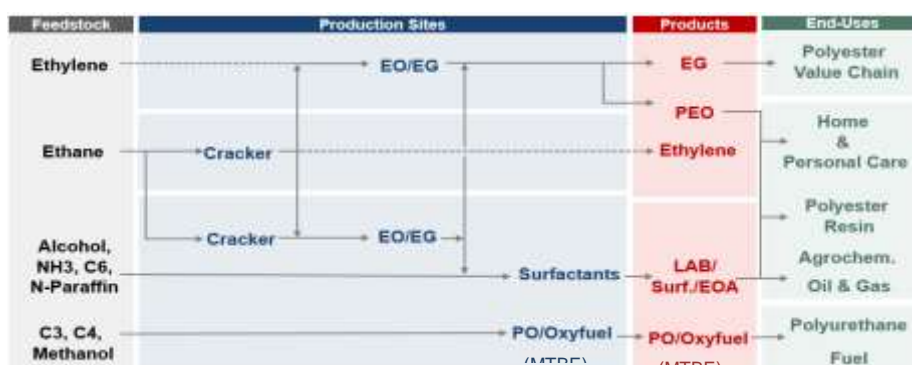 Feedstock
Production Sites
Products
End-Uses
Ethylene
EO/EG
EG
Polyester
Value Chain
PEO
Ethane
Cracker
Ethylene
Home
&
Personal Care
Cracker
EO/EG
Polyester
Resin
Alcohol,
NH3, C6,
N-Paraffin
Surfactants
LAB/
Surf./EOA
Agrochem.
Oil & Gas
C3, C4,
Methanol
PO/Oxyfuel
(MTBE)
PO/Oxyfuel
(MTBE)
Polyurethane
Fuel